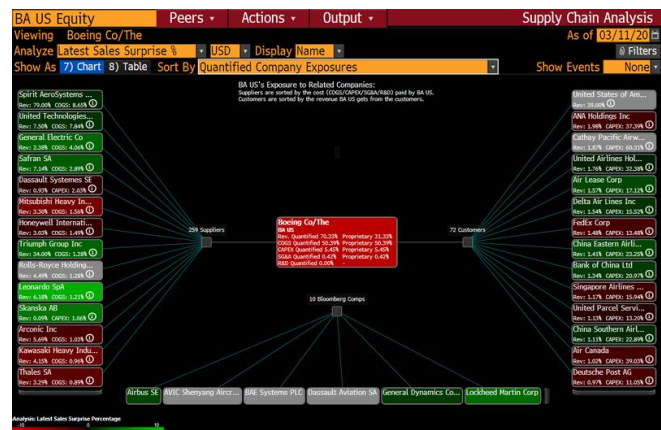 BA US Equity Peers Actions Output Supply Chain Analysis
Viewing Boeing Co/The As of 03/11/20
Analyze Latest Sales Surprise % USD Display Name Filters
Show As 7) Chart 8) Table Sort By Quantified Company Exposures Show Events None
BA US's Exposure to Related Companies:
Suppliers are sorted by the cost (COGS/CAPEX/SG&A/R&D) paid by BA US.
Customers are sorted by the revenue BA US gets from the customers.
Spirit AeroSystems ...
Rev: 79.00% COGS: 8.65%
United Technologies...
Rev: 7.50% COGS: 7.84%
General Electric Co
Rev: 2.38% COGS: 4.06%
Safran SA
Rev: 7.14% COGS: 2.89%
Dassault Systemes SE
Rev: 0.93% CAPEX: 2.03%
Mitsubishi Heavy In...
Rev: 3.30% COGS: 1.56%
Honeywell Internati...
Rev: 3.03% COGS: 1.49%
Triumph Group Inc
Rev: 34.00% COGS: 1.28%
Rolls-Royce Holding...
Rev: 4.40% COGS: 1.28%
Leonardo SpA
Rev: 6.18% COGS: 1.21%
Skanska AB
Rev: 0.09% CAPEX: 1.06%
Arconic Inc
Rev: 5.69% COGS: 1.03%
Kawasaki Heavy Indu...
Rev: 4.15% COGS: 0.96%
Thales SA
Rev: 3.29% COGS: 0.89%
259 Suppliers
Boeing Co/The
BA US
Rev. Quantified 70.33% Proprietary 31.33%
COGS Quantified 50.39% Proprietary 50.39%
CAPEX Quantified 5.45% Proprietary 5.45%
SG&A Quantified 0.42% Proprietary 0.42%
R&D Quantified 0.00% -
72 Customers
United States of Am...
Rev: 39.00%
ANA Holdings Inc
Rev: 1.98% CAPEX: 37.39%
Cathay Pacific Airw...
Rev: 1.87% CAPEX: 60.31%
United Airlines Hol...
Rev: 1.76% CAPEX: 32.38%
Air Lease Corp
Rev: 1.57% CAPEX: 17.12%
Delta Air Lines Inc
Rev: 1.54% CAPEX: 15.52%
FedEx Corp
Rev: 1.48% CAPEX: 13.48%
China Eastern Airli...
Rev: 1.41% CAPEX: 23.25%
Bank of China Ltd
Rev: 1.34% CAPEX: 20.97%
Singapore Airlines ...
Rev: 1.17% CAPEX: 15.94%
United Parcel Servi...
Rev: 1.13% CAPEX: 13.20%
China Southern Airl...
Rev: 1.11% CAPEX: 22.89%
Air Canada
Rev: 1.02% CAPEX: 39.03%
Deutsche Post AG
Rev: 0.97% CAPEX: 11.05%
10 Bloomberg Comps
Airbus SE AVIC Shenyang Aircr... BAE Systems PLC Dassault Aviation SA General Dynamics Co... Lockheed Martin Corp
Analysis: Latest Sales Surprise Percentage
-10 0 10